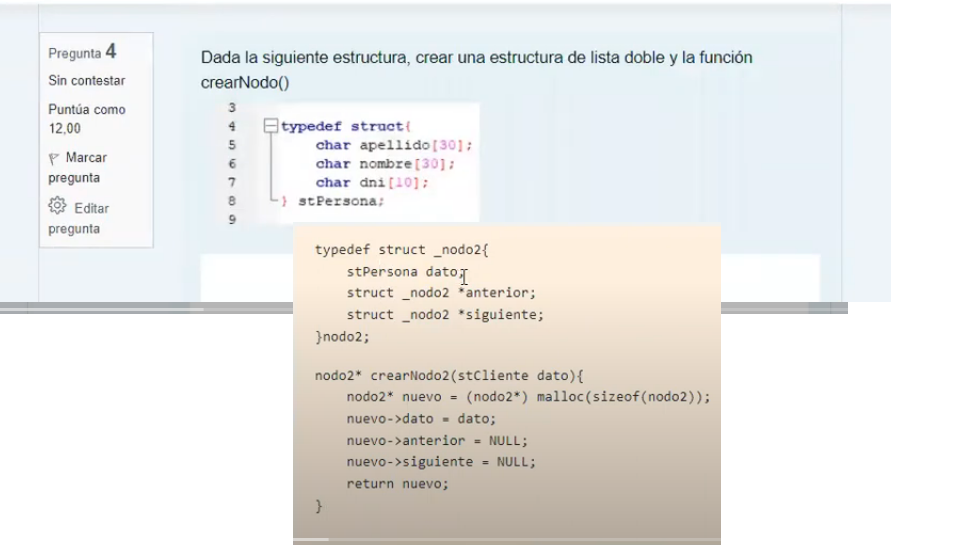 Pregunta 4
Sin contestar
Puntúa como
12,00
Marcar
pregunta
Editar
pregunta
Dada la siguiente estructura, crear una estructura de lista doble y la función
crearNodo()
3
4 typedef struct{
5 char apellido[30];
6 char nombre[30];
7 char dni[10];
8 } stPersona;
9
typedef struct _nodo2{
stPersona dato;
struct _nodo2 *anterior;
struct _nodo2 *siguiente;
}nodo2;
nodo2* crearNodo2(stCliente dato){
nodo2* nuevo = (nodo2*) malloc(sizeof(nodo2));
nuevo->dato = dato;
nuevo->anterior = NULL;
nuevo->siguiente = NULL;
return nuevo;
}